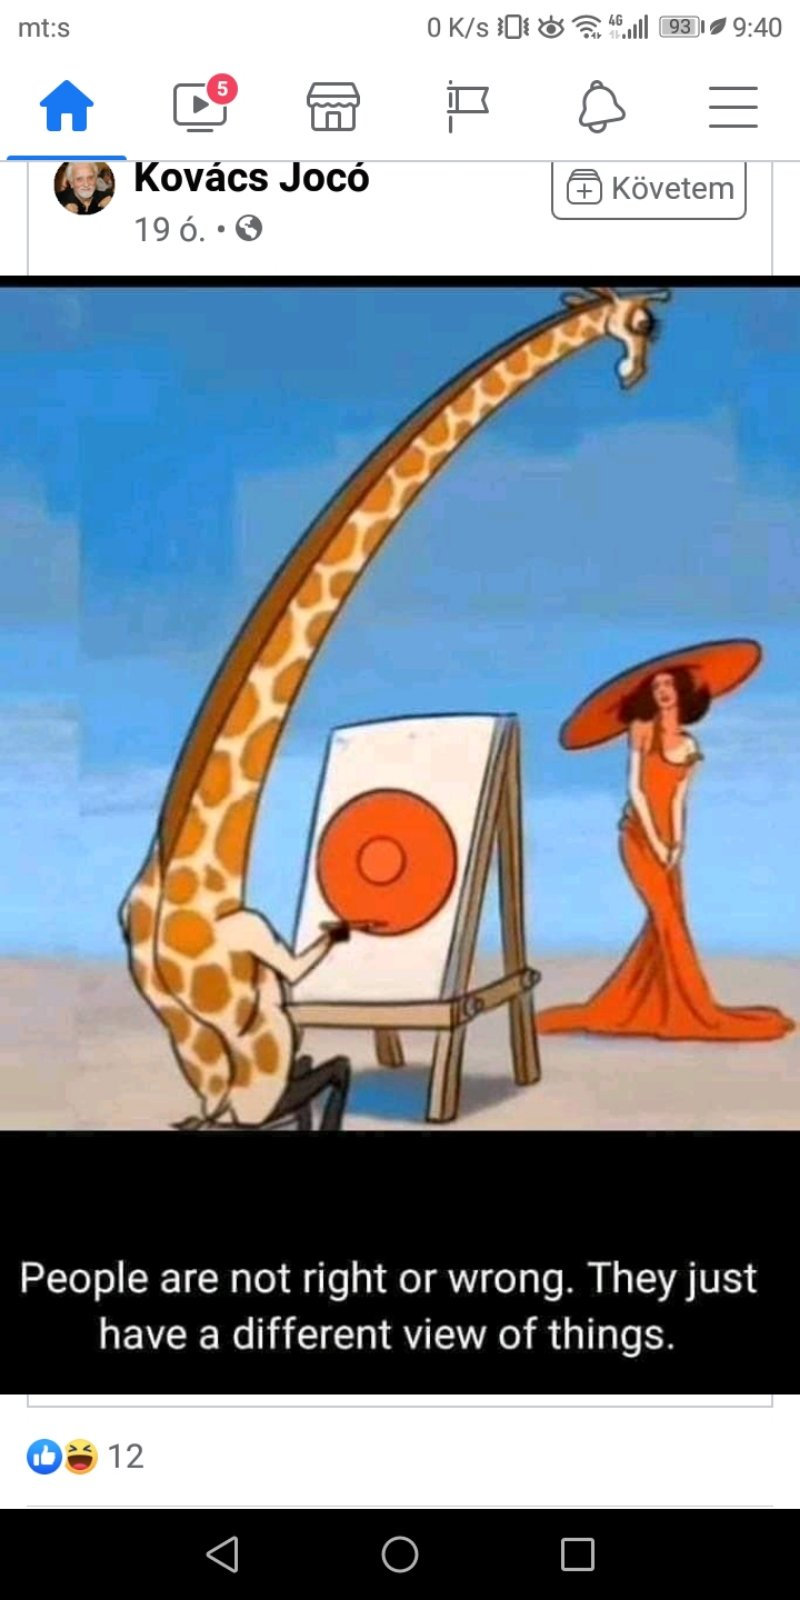 mt:s 0 K/s 4G 93 9:40
5
Kovács Jocó
Követem
19 ó.
People are not right or wrong. They just
have a different view of things.
12